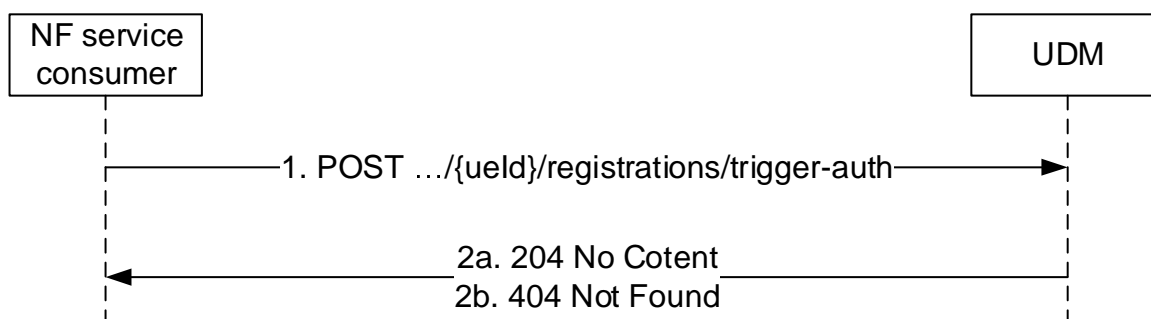 NF service
consumer
UDM
1. POST …/{ueId}/registrations/trigger-auth
2a. 204 No Cotent
2b. 404 Not Found